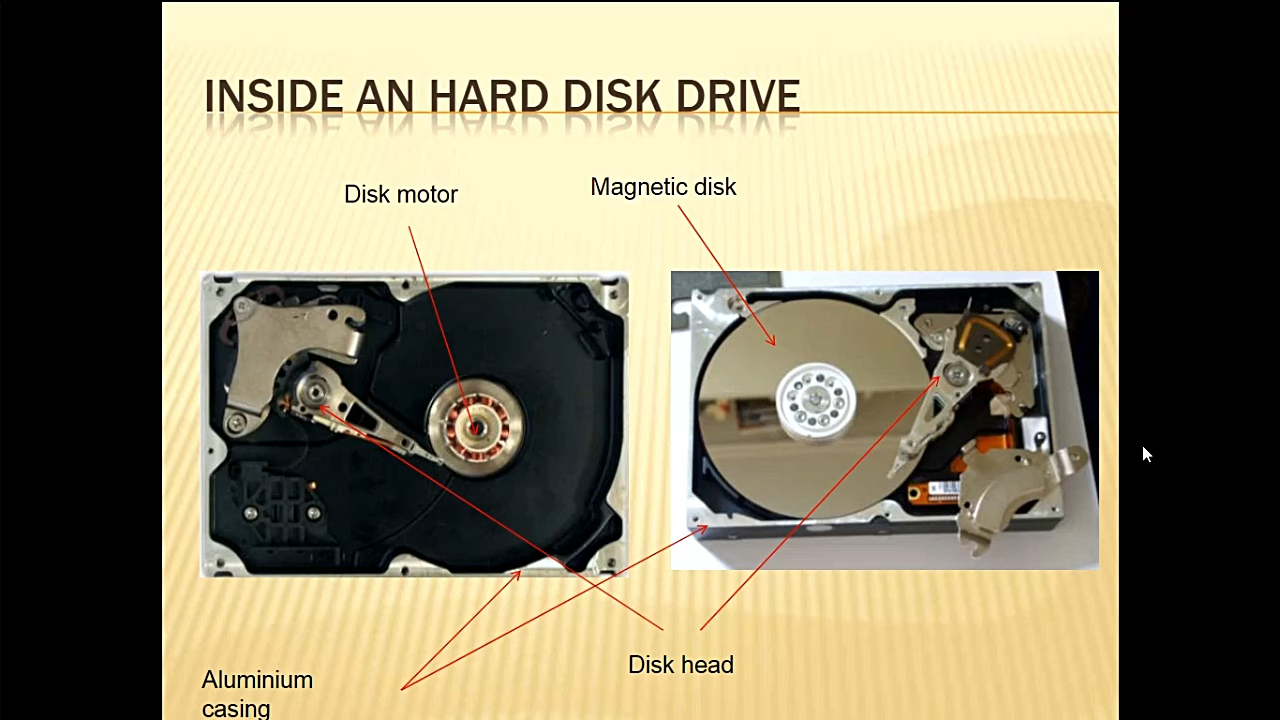 INSIDE AN HARD DISK DRIVE
Disk motor
Magnetic disk
Disk head
Aluminium
casing